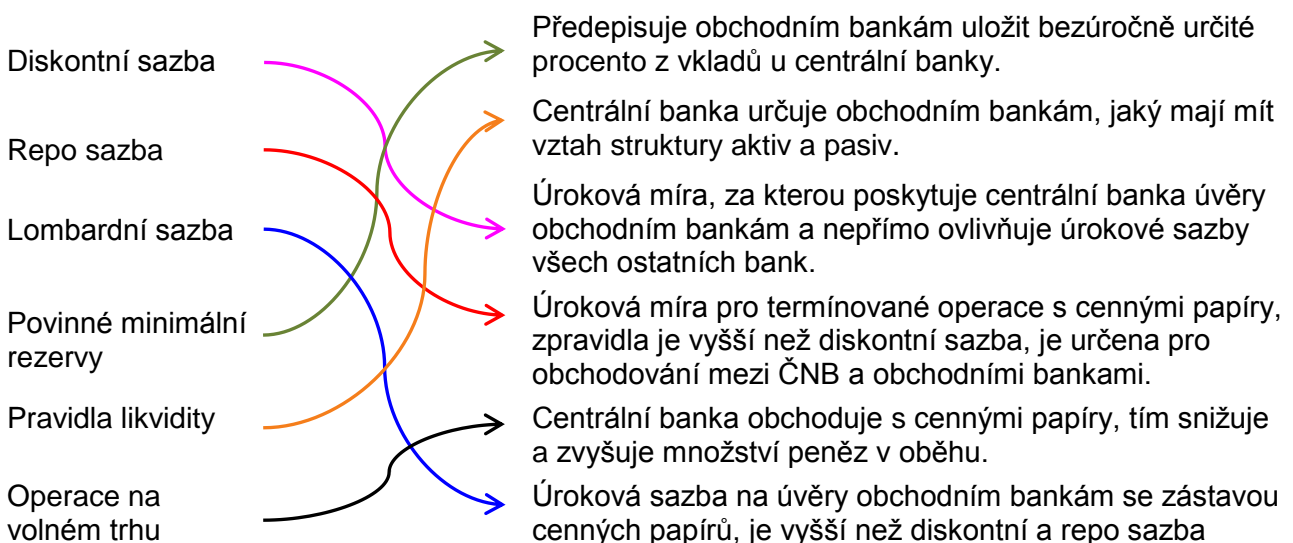 Diskontní sazba
Repo sazba
Lombardní sazba
Povinné minimální
rezervy
Pravidla likvidity
Operace na
volném trhu
Předepisuje obchodním bankám uložit bezúročně určité
procento z vkladů u centrální banky.
Centrální banka určuje obchodním bankám, jaký mají mít
vztah struktury aktiv a pasiv.
Úroková míra, za kterou poskytuje centrální banka úvěry
obchodním bankám a nepřímo ovlivňuje úrokové sazby
všech ostatních bank.
Úroková míra pro termínované operace s cennými papíry,
zpravidla je vyšší než diskontní sazba, je určena pro
obchodování mezi ČNB a obchodními bankami.
Centrální banka obchoduje s cennými papíry, tím snižuje
a zvyšuje množství peněz v oběhu.
Úroková sazba na úvěry obchodním bankám se zástavou
cenných papírů, je vyšší než diskontní a repo sazba